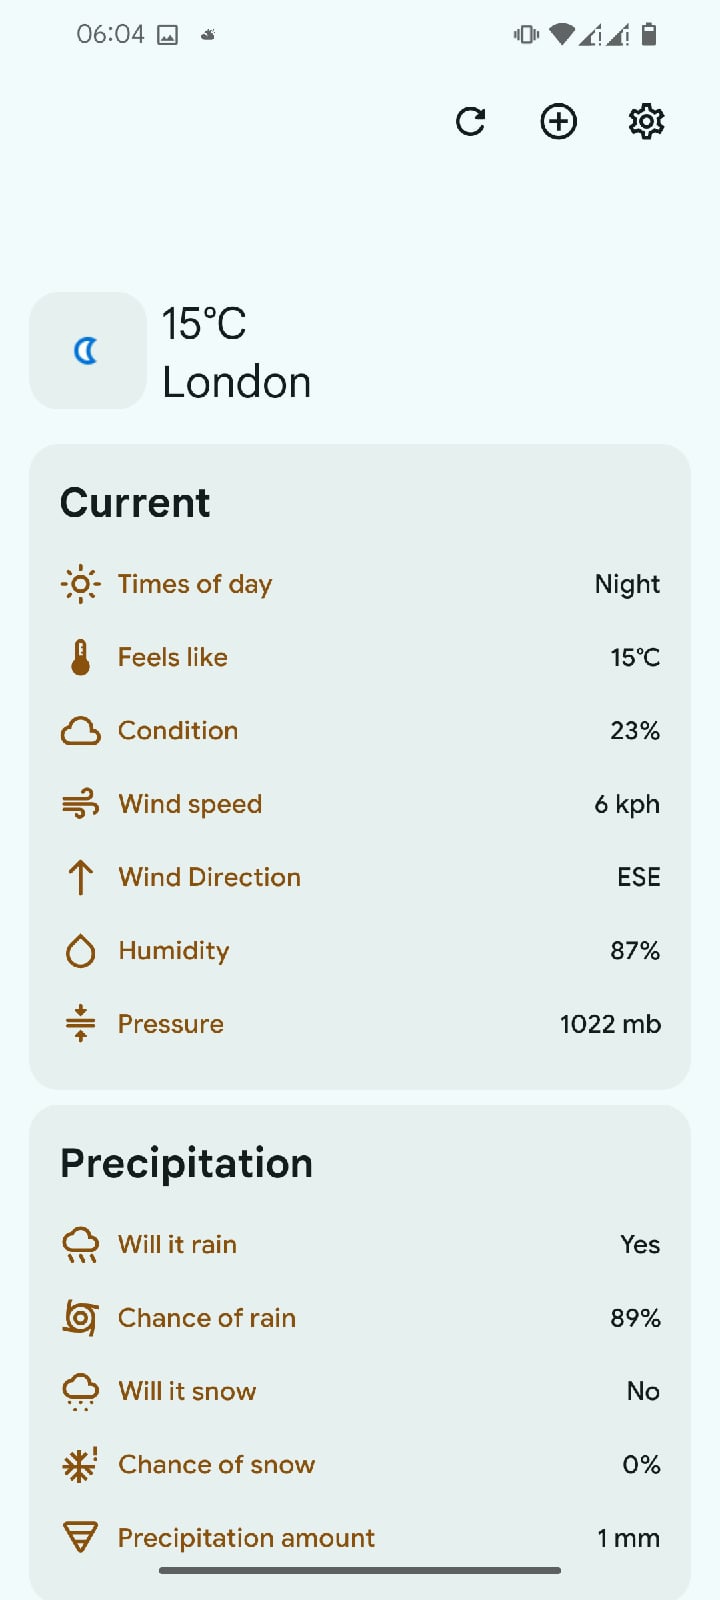 06:04
15°C
London
Current
Times of day Night
Feels like 15°C
Condition 23%
Wind speed 6 kph
Wind Direction ESE
Humidity 87%
Pressure 1022 mb
Precipitation
Will it rain Yes
Chance of rain 89%
Will it snow No
Chance of snow 0%
Precipitation amount 1 mm